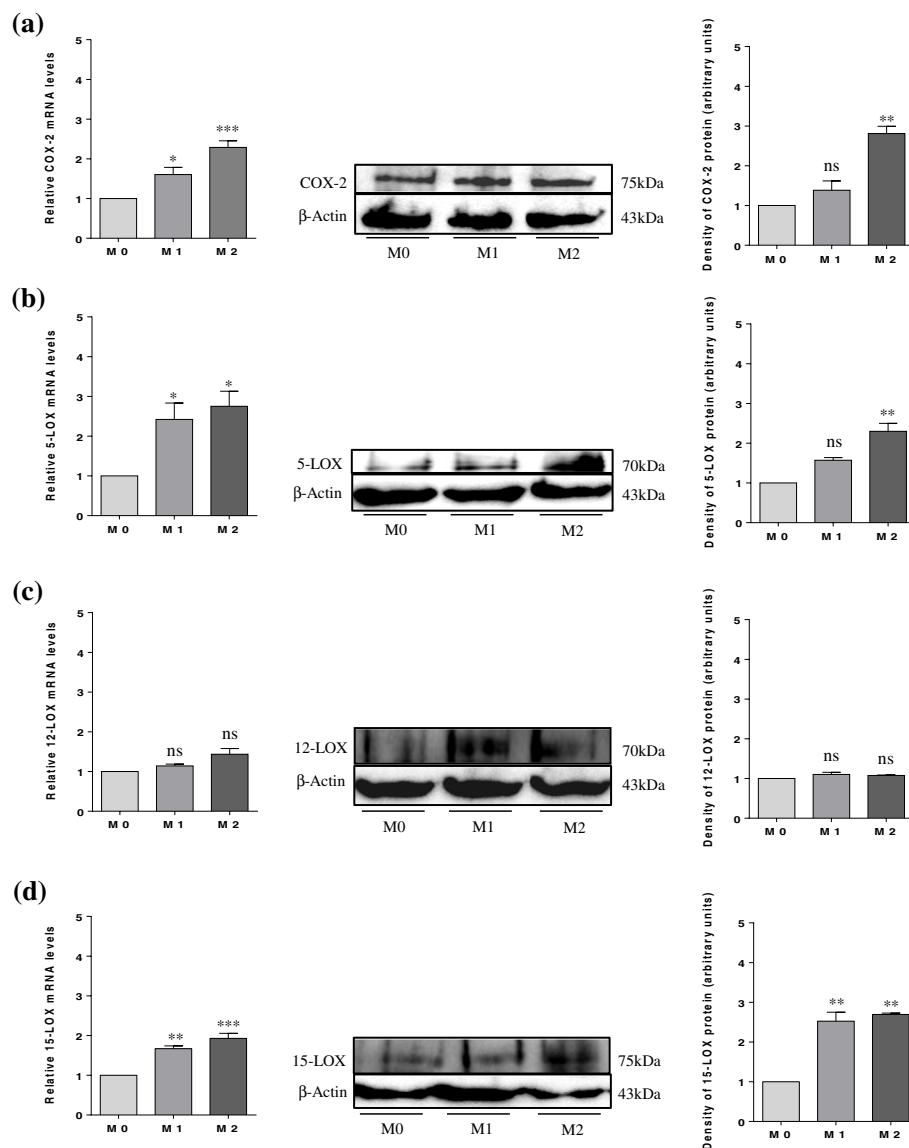 (a)
Relative COX-2 mRNA levels
5
4
3
2
1
0
*
***
M 0 M 1 M 2
COX-2 75kDa
β-Actin 43kDa
M0 M1 M2
Density of COX-2 protein (arbitrary units)
5
4
3
2
1
0
ns
**
M 0 M 1 M 2
(b)
Relative 5-LOX mRNA levels
5
4
3
2
1
0
* *
M 0 M 1 M 2
5-LOX 70kDa
β-Actin 43kDa
M0 M1 M2
Density of 5-LOX protein (arbitrary units)
5
4
3
2
1
0
ns
**
M 0 M 1 M 2
(c)
Relative 12-LOX mRNA levels
5
4
3
2
1
0
ns ns
M 0 M 1 M 2
12-LOX 70kDa
β-Actin 43kDa
M0 M1 M2
Density of 12-LOX protein (arbitrary units)
5
4
3
2
1
0
ns ns
M 0 M 1 M 2
(d)
Relative 15-LOX mRNA levels
5
4
3
2
1
0
** ***
M 0 M 1 M 2
15-LOX 75kDa
β-Actin 43kDa
M0 M1 M2
Density of 15-LOX protein (arbitrary units)
5
4
3
2
1
0
** **
M 0 M 1 M 2